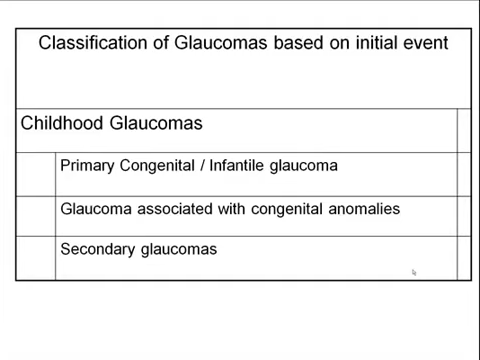 Classification of Glaucomas based on initial event
Childhood Glaucomas
Primary Congenital / Infantile glaucoma
Glaucoma associated with congenital anomalies
Secondary glaucomas